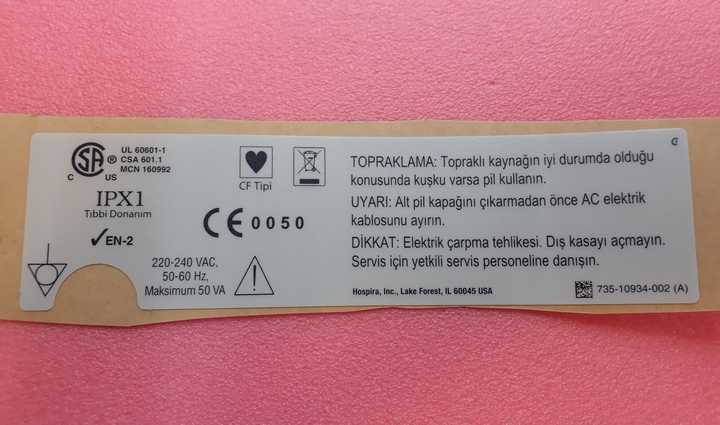 UL 60601-1
CSA 601.1
MCN 160992
SA
®
C US
IPX1
Tıbbi Donanım
EN-2
220-240 VAC,
50-60 Hz,
Maksimum 50 VA
CF Tipi
CE 0050
TOPRAKLAMA: Topraklı kaynağın iyi durumda olduğu
konusunda kuşku varsa pil kullanın.
UYARI: Alt pil kapağını çıkarmadan önce AC elektrik
kablosunu ayırın.
DİKKAT: Elektrik çarpma tehlikesi. Dış kasayı açmayın.
Servis için yetkili servis personeline danışın.
Hospira, Inc., Lake Forest, IL 60045 USA
735-10934-002 (A)